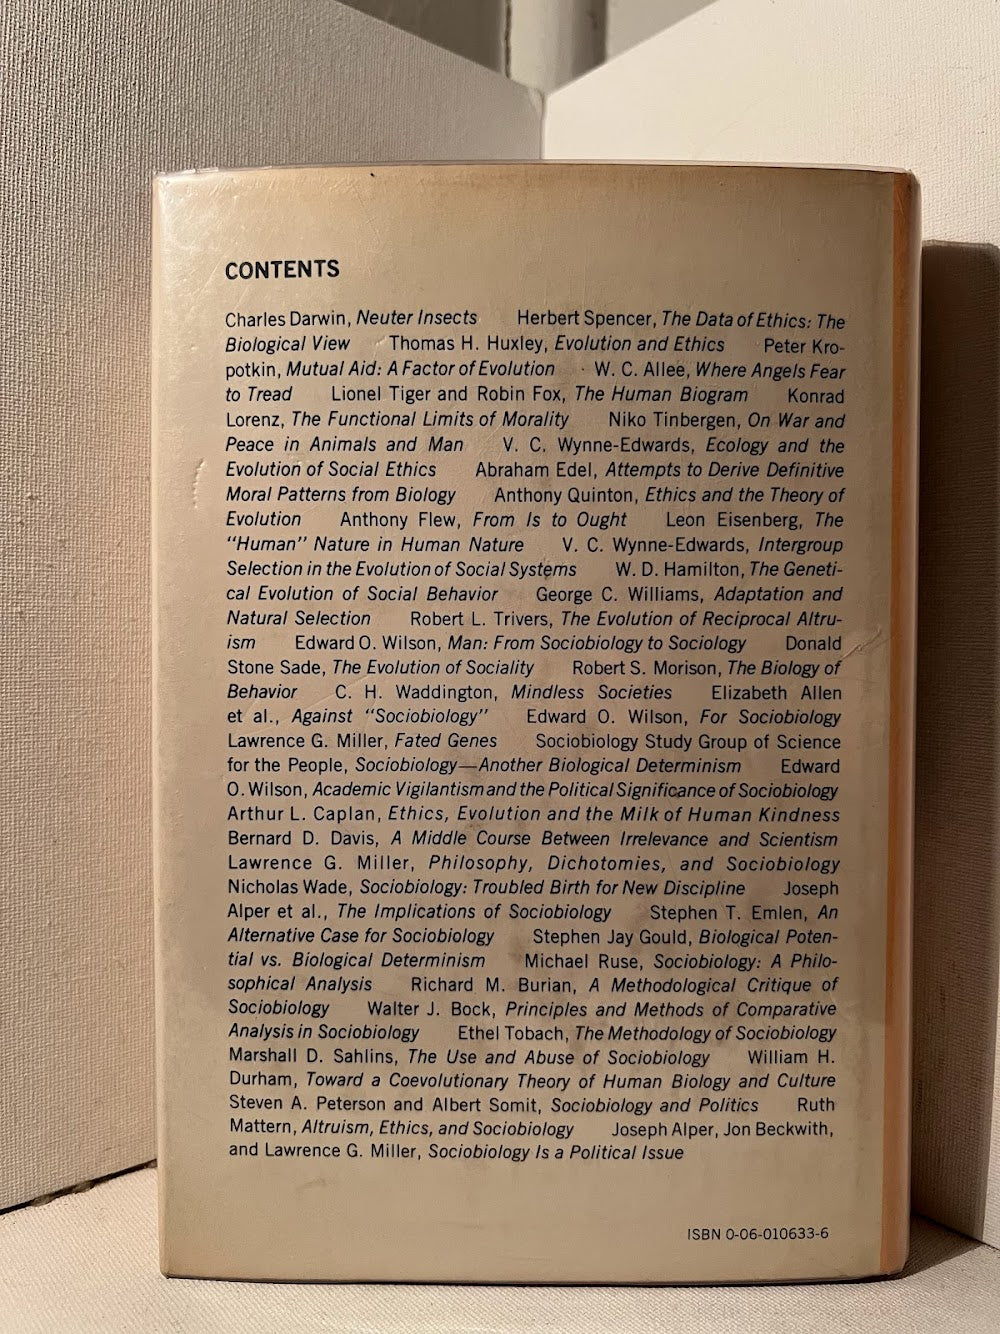 CONTENTS
Charles Darwin, Neuter Insects Herbert Spencer, The Data of Ethics: The
Biological View Thomas H. Huxley, Evolution and Ethics Peter Kro-
potkin, Mutual Aid: A Factor of Evolution W. C. Allee, Where Angels Fear
to Tread Lionel Tiger and Robin Fox, The Human Biogram Konrad
Lorenz, The Functional Limits of Morality Niko Tinbergen, On War and
Peace in Animals and Man V. C. Wynne-Edwards, Ecology and the
Evolution of Social Ethics Abraham Edel, Attempts to Derive Definitive
Moral Patterns from Biology Anthony Quinton, Ethics and the Theory of
Evolution Anthony Flew, From Is to Ought Leon Eisenberg, The
"Human" Nature in Human Nature V. C. Wynne-Edwards, Intergroup
Selection in the Evolution of Social Systems W. D. Hamilton, The Geneti-
cal Evolution of Social Behavior George C. Williams, Adaptation and
Natural Selection Robert L. Trivers, The Evolution of Reciprocal Altru-
ism Edward O. Wilson, Man: From Sociobiology to Sociology Donald
Stone Sade, The Evolution of Sociality Robert S. Morison, The Biology of
Behavior C. H. Waddington, Mindless Societies Elizabeth Allen
et al., Against "Sociobiology" Edward O. Wilson, For Sociobiology
Lawrence G. Miller, Fated Genes Sociobiology Study Group of Science
for the People, Sociobiology—Another Biological Determinism Edward
O. Wilson, Academic Vigilantism and the Political Significance of Sociobiology
Arthur L. Caplan, Ethics, Evolution and the Milk of Human Kindness
Bernard D. Davis, A Middle Course Between Irrelevance and Scientism
Lawrence G. Miller, Philosophy, Dichotomies, and Sociobiology
Nicholas Wade, Sociobiology: Troubled Birth for New Discipline Joseph
Alper et al., The Implications of Sociobiology Stephen T. Emlen, An
Alternative Case for Sociobiology Stephen Jay Gould, Biological Poten-
tial vs. Biological Determinism Michael Ruse, Sociobiology: A Philo-
sophical Analysis Richard M. Burian, A Methodological Critique of
Sociobiology Walter J. Bock, Principles and Methods of Comparative
Analysis in Sociobiology Ethel Tobach, The Methodology of Sociobiology
Marshall D. Sahlins, The Use and Abuse of Sociobiology William H.
Durham, Toward a Coevolutionary Theory of Human Biology and Culture
Steven A. Peterson and Albert Somit, Sociobiology and Politics Ruth
Mattern, Altruism, Ethics, and Sociobiology Joseph Alper, Jon Beckwith,
and Lawrence G. Miller, Sociobiology Is a Political Issue
ISBN 0-06-010633-6